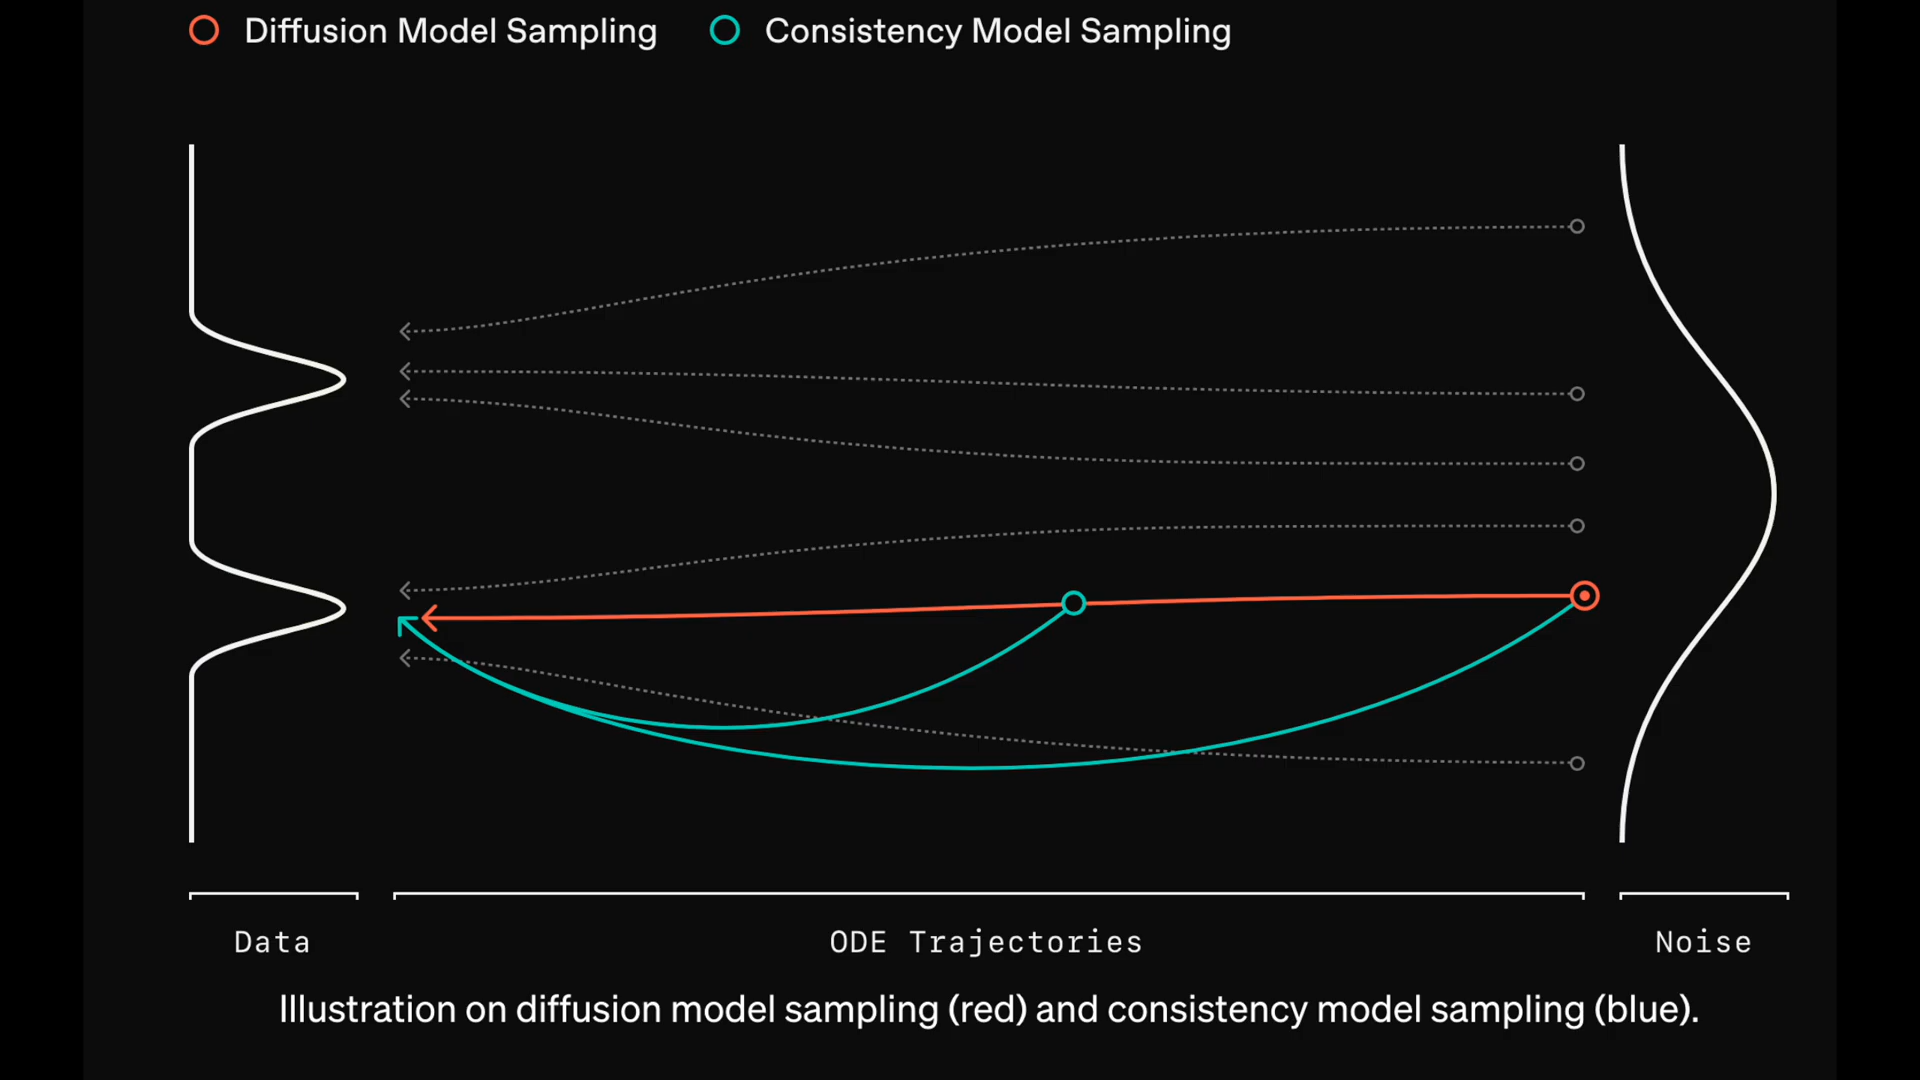 Diffusion Model Sampling Consistency Model Sampling
Data ODE Trajectories Noise
Illustration on diffusion model sampling (red) and consistency model sampling (blue).